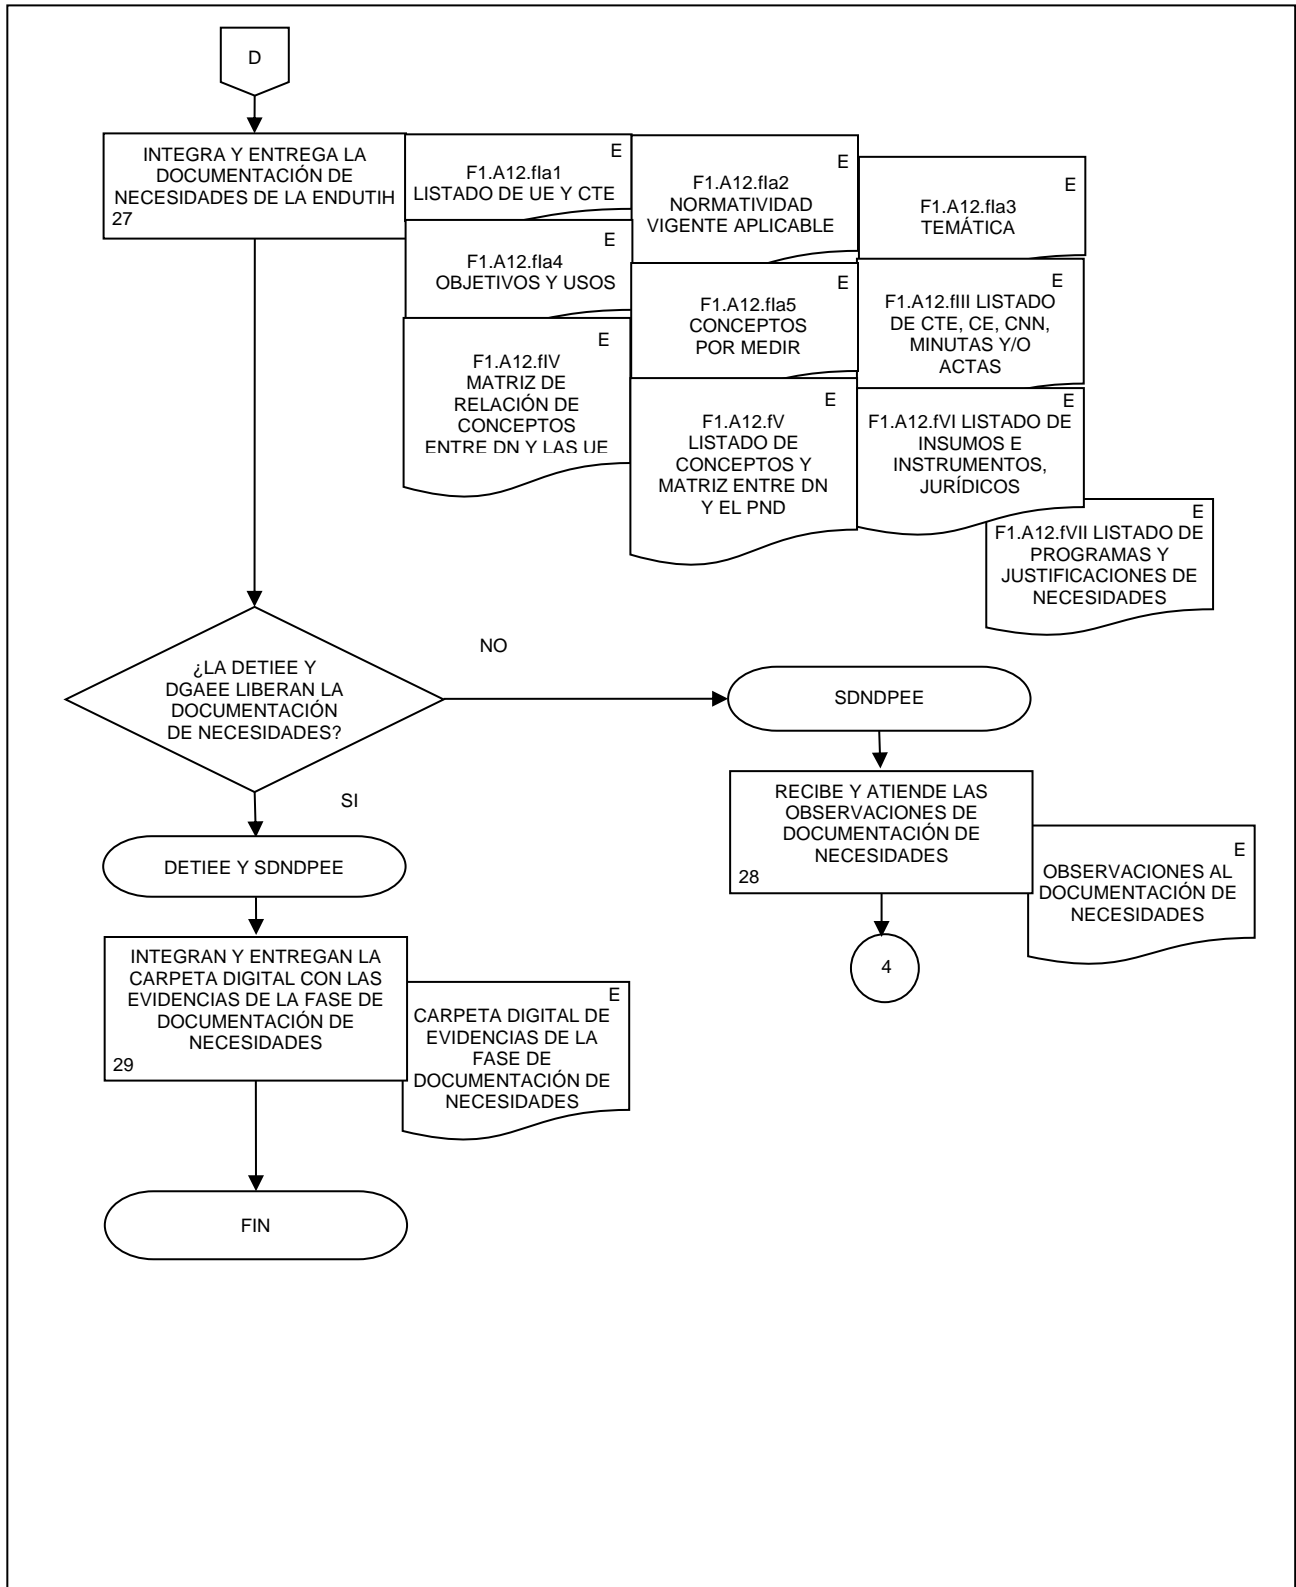 D
INTEGRA Y ENTREGA LA
DOCUMENTACIÓN DE
NECESIDADES DE LA ENDUTIH
27
E
F1.A12.fIa1
LISTADO DE UE Y CTE
E
F1.A12.fIa2
NORMATIVIDAD
VIGENTE APLICABLE
E
F1.A12.fIa3
TEMÁTICA
E
F1.A12.fIa4
OBJETIVOS Y USOS
E
F1.A12.fIa5
CONCEPTOS
POR MEDIR
E
F1.A12.fIII LISTADO
DE CTE, CE, CNN,
MINUTAS Y/O
ACTAS
E
F1.A12.fIV
MATRIZ DE
RELACIÓN DE
CONCEPTOS
ENTRE DN Y LAS UE
E
F1.A12.fV
LISTADO DE
CONCEPTOS Y
MATRIZ ENTRE DN
Y EL PND
E
F1.A12.fVI LISTADO DE
INSUMOS E
INSTRUMENTOS,
JURÍDICOS
E
F1.A12.fVII LISTADO DE
PROGRAMAS Y
JUSTIFICACIONES DE
NECESIDADES
¿LA DETIEE Y
DGAEE LIBERAN LA
DOCUMENTACIÓN
DE NECESIDADES?
NO
SDNDPEE
RECIBE Y ATIENDE LAS
OBSERVACIONES DE
DOCUMENTACIÓN DE
NECESIDADES
28
E
OBSERVACIONES AL
DOCUMENTACIÓN DE
NECESIDADES
4
SI
DETIEE Y SDNDPEE
INTEGRAN Y ENTREGAN LA
CARPETA DIGITAL CON LAS
EVIDENCIAS DE LA FASE DE
DOCUMENTACIÓN DE
NECESIDADES
29
E
CARPETA DIGITAL DE
EVIDENCIAS DE LA
FASE DE
DOCUMENTACIÓN DE
NECESIDADES
FIN